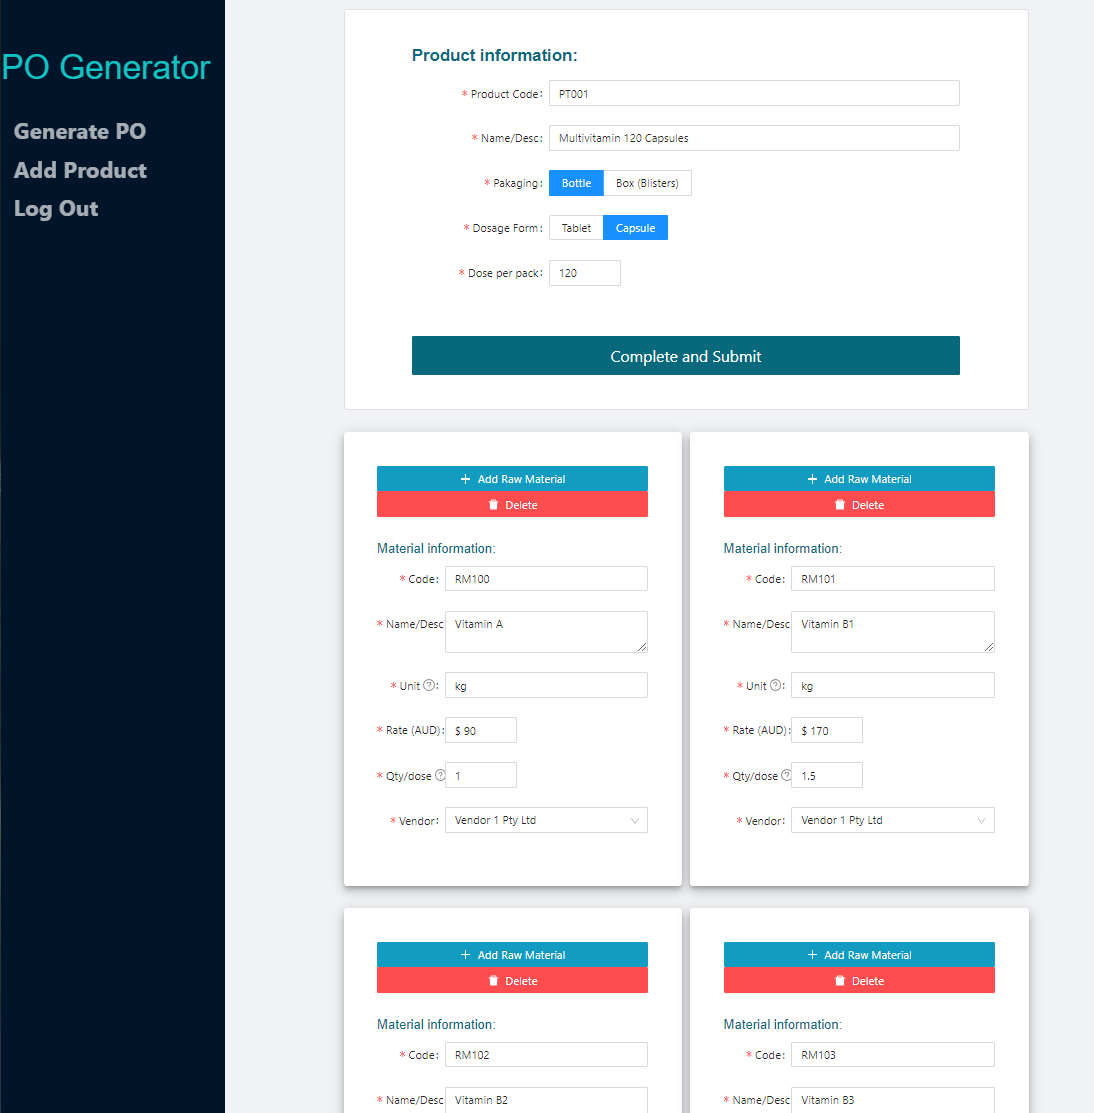 PO Generator
Generate PO
Add Product
Log Out
Product information:
* Product Code: PT001
* Name/Desc: Multivitamin 120 Capsules
* Pakaging: Bottle Box (Blisters)
* Dosage Form: Tablet Capsule
* Dose per pack: 120
Complete and Submit
+ Add Raw Material
Delete
Material information:
* Code: RM100
* Name/Desc Vitamin A
* Unit ?: kg
* Rate (AUD): $ 90
* Qty/dose ? 1
* Vendor: Vendor 1 Pty Ltd
+ Add Raw Material
Delete
Material information:
* Code: RM101
* Name/Desc Vitamin B1
* Unit ?: kg
* Rate (AUD): $ 170
* Qty/dose ? 1.5
* Vendor: Vendor 1 Pty Ltd
+ Add Raw Material
Delete
Material information:
* Code: RM102
* Name/Desc Vitamin B2
+ Add Raw Material
Delete
Material information:
* Code: RM103
* Name/Desc Vitamin B3